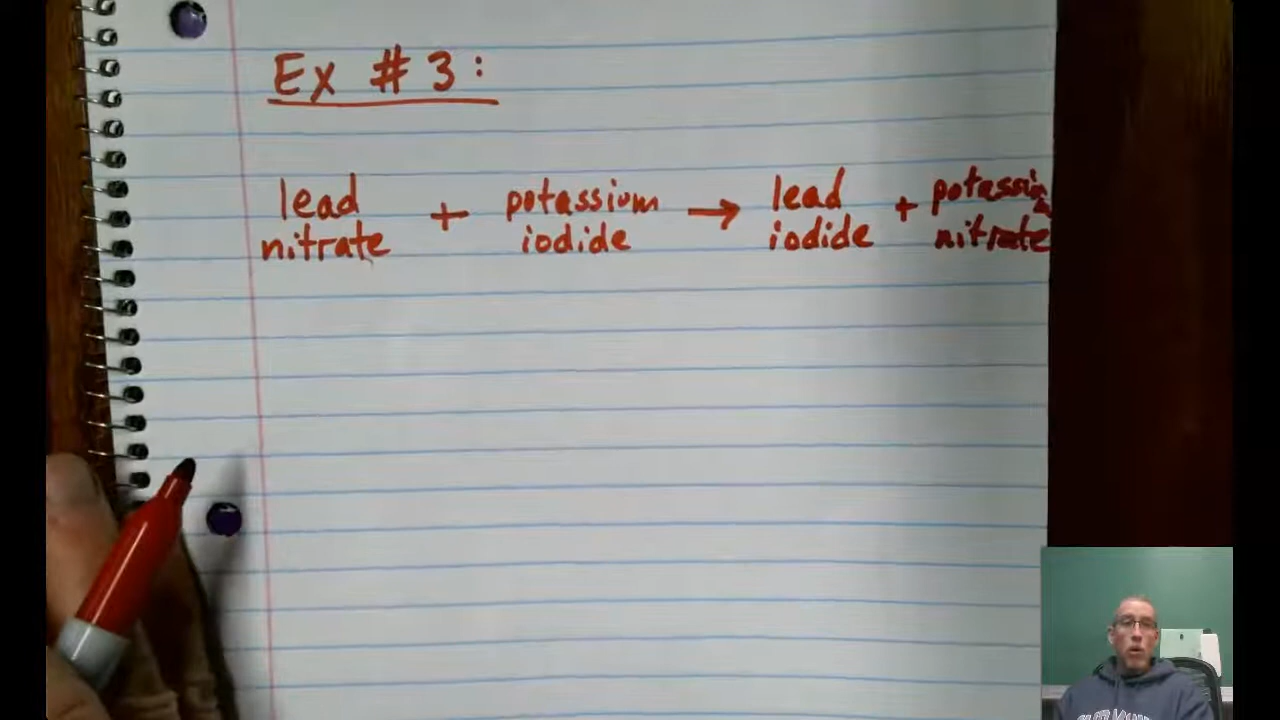 Ex # 3:
lead + potassium → lead + potassium
nitrate iodide iodide nitrate